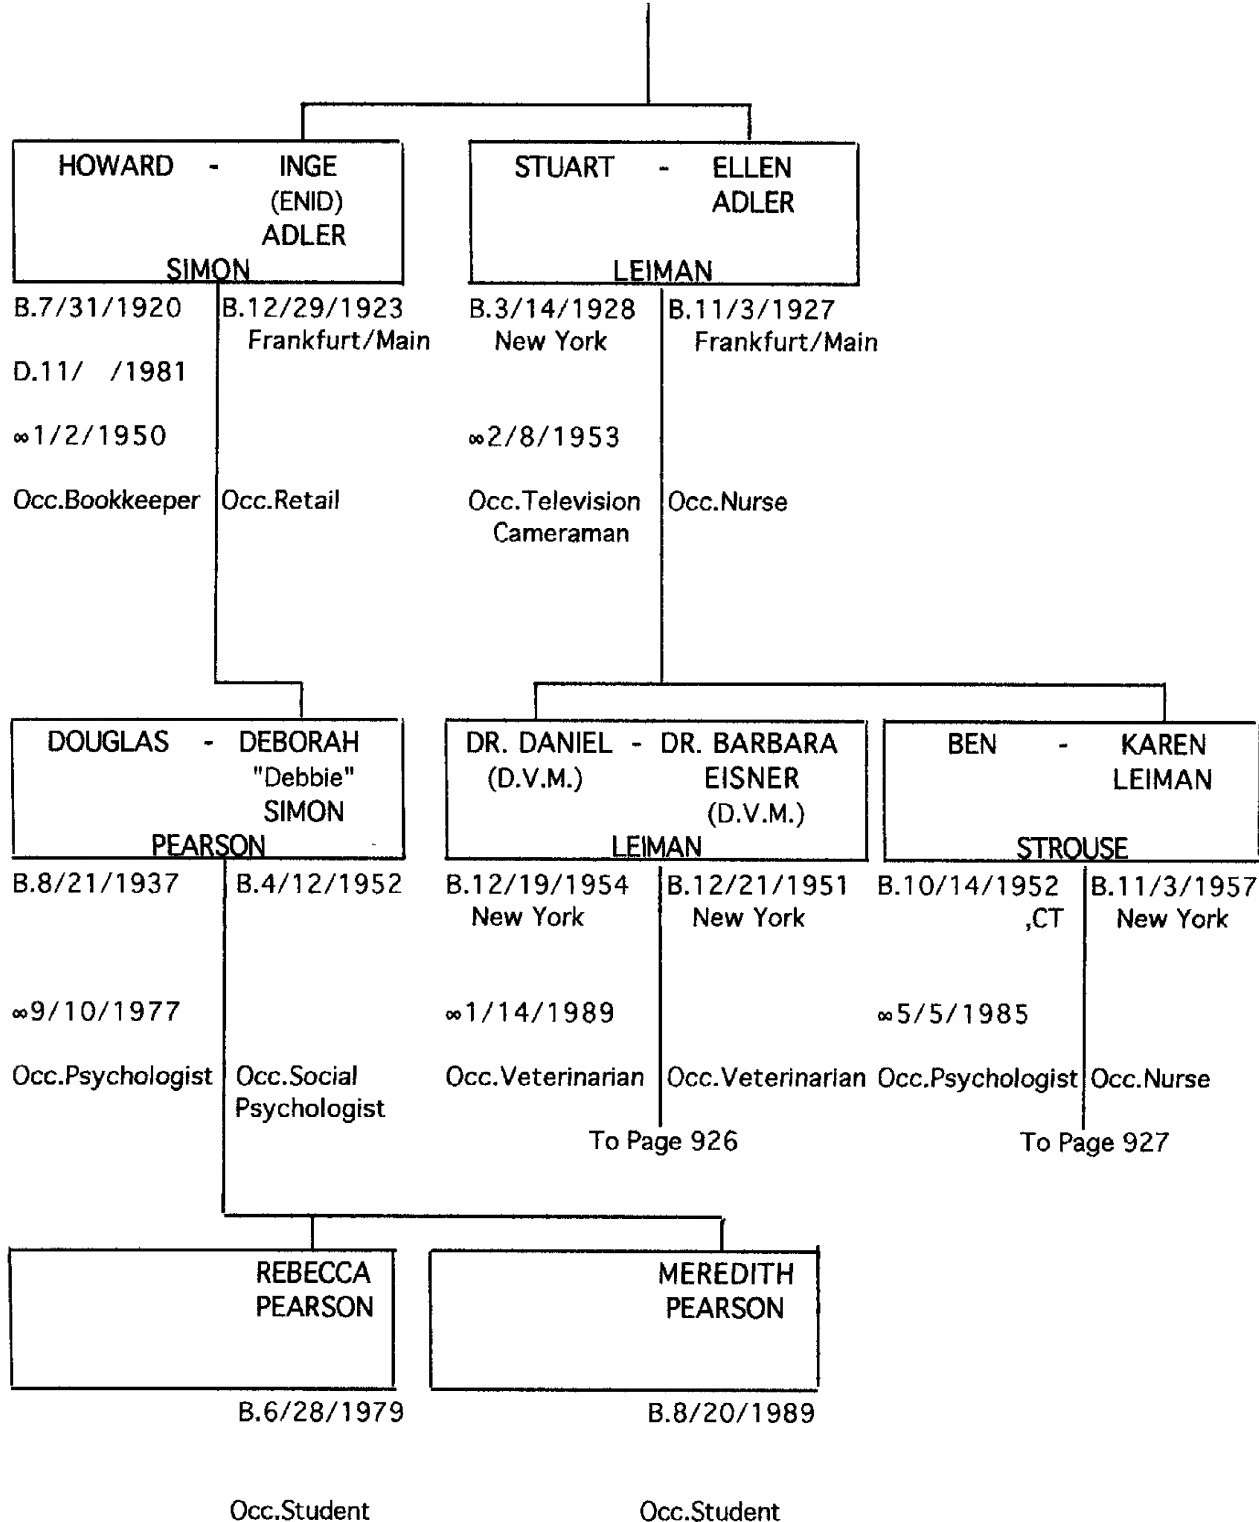 HOWARD - INGE
(ENID)
ADLER
SIMON
B.7/31/1920 B.12/29/1923
Frankfurt/Main
D.11/ /1981
∞1/2/1950
Occ.Bookkeeper Occ.Retail
STUART - ELLEN
ADLER
LEIMAN
B.3/14/1928 B.11/3/1927
New York Frankfurt/Main
∞2/8/1953
Occ.Television Occ.Nurse
Cameraman
DOUGLAS - DEBORAH
"Debbie"
SIMON
PEARSON
B.8/21/1937 B.4/12/1952
∞9/10/1977
Occ.Psychologist Occ.Social
Psychologist
DR. DANIEL - DR. BARBARA
(D.V.M.) EISNER
(D.V.M.)
LEIMAN
B.12/19/1954 B.12/21/1951
New York New York
∞1/14/1989
Occ.Veterinarian Occ.Veterinarian
To Page 926
BEN - KAREN
LEIMAN
STROUSE
B.10/14/1952 B.11/3/1957
,CT New York
∞5/5/1985
Occ.Psychologist Occ.Nurse
To Page 927
REBECCA
PEARSON
B.6/28/1979
Occ.Student
MEREDITH
PEARSON
B.8/20/1989
Occ.Student